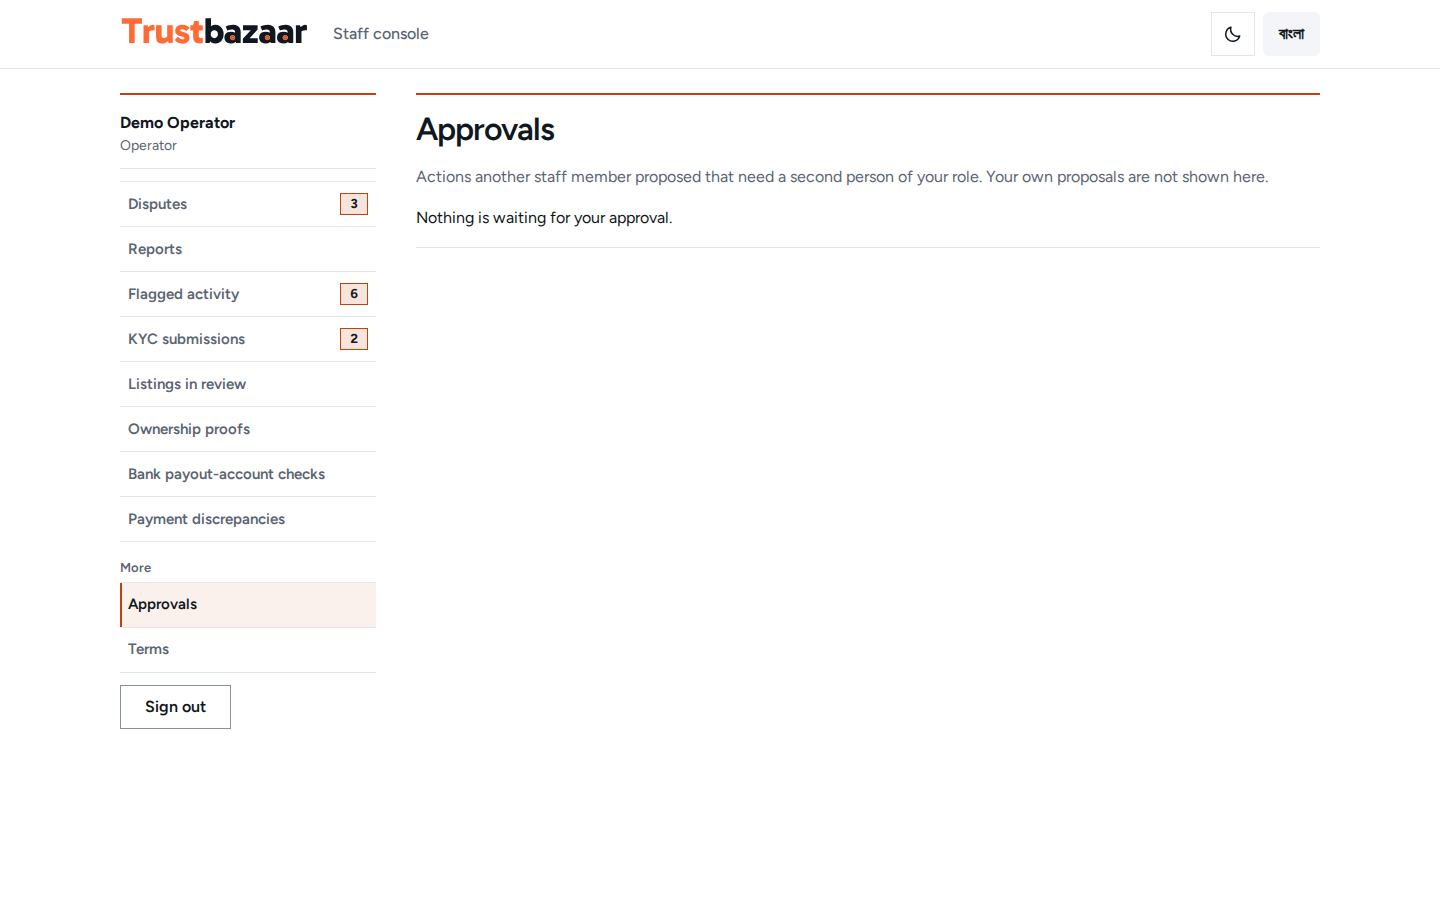 Trustbazaar Staff console
বাংলা
Demo Operator
Operator
Disputes 3
Reports
Flagged activity 6
KYC submissions 2
Listings in review
Ownership proofs
Bank payout-account checks
Payment discrepancies
More
Approvals
Terms
Sign out
Approvals
Actions another staff member proposed that need a second person of your role. Your own proposals are not shown here.
Nothing is waiting for your approval.